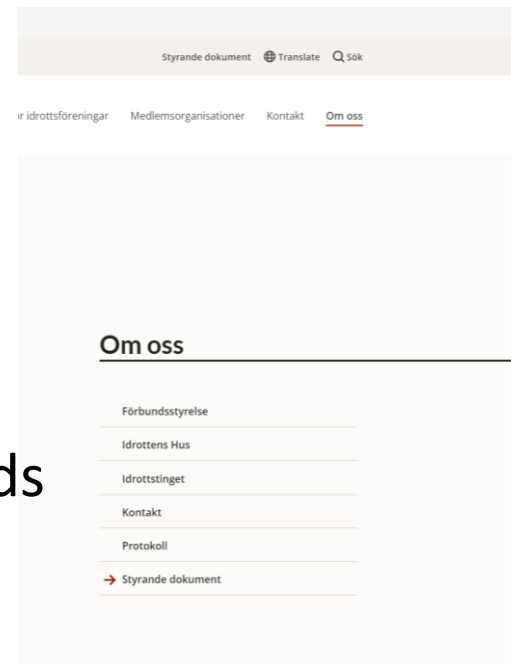 Styrande dokument Translate Sök
idrottsföreningar Medlemsorganisationer Kontakt Om oss
Om oss
Förbundsstyrelse
Idrottens Hus
ds
Idrottstinget
Kontakt
Protokoll
Styrande dokument